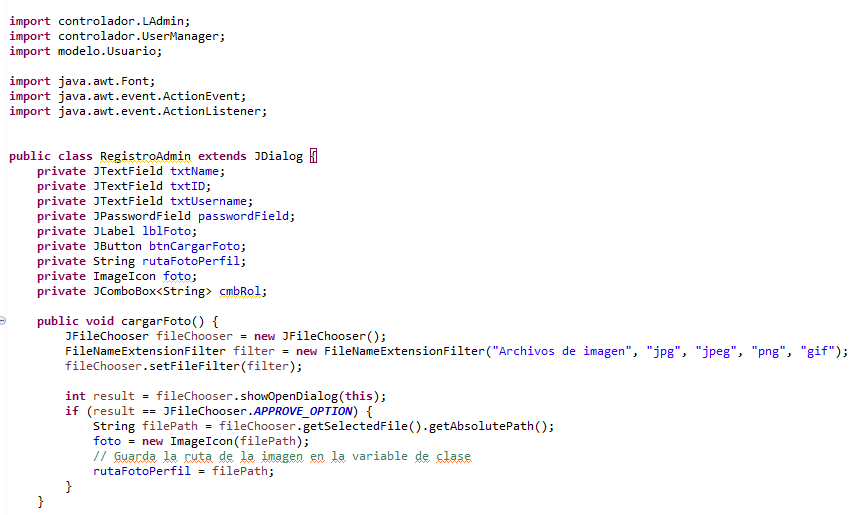 import controlador.LAdmin;
import controlador.UserManager;
import modelo.Usuario;
import java.awt.Font;
import java.awt.event.ActionEvent;
import java.awt.event.ActionListener;
public class RegistroAdmin extends JDialog {
private JTextField txtName;
private JTextField txtID;
private JTextField txtUsername;
private JPasswordField passwordField;
private JLabel lblFoto;
private JButton btnCargarFoto;
private String rutaFotoPerfil;
private ImageIcon foto;
private JComboBox<String> cmbRol;
public void cargarFoto() {
JFileChooser fileChooser = new JFileChooser();
FileNameExtensionFilter filter = new FileNameExtensionFilter("Archivos de imagen", "jpg", "jpeg", "png", "gif");
fileChooser.setFileFilter(filter);
int result = fileChooser.showOpenDialog(this);
if (result == JFileChooser.APPROVE_OPTION) {
String filePath = fileChooser.getSelectedFile().getAbsolutePath();
foto = new ImageIcon(filePath);
// Guarda la ruta de la imagen en la variable de clase
rutaFotoPerfil = filePath;
}
}